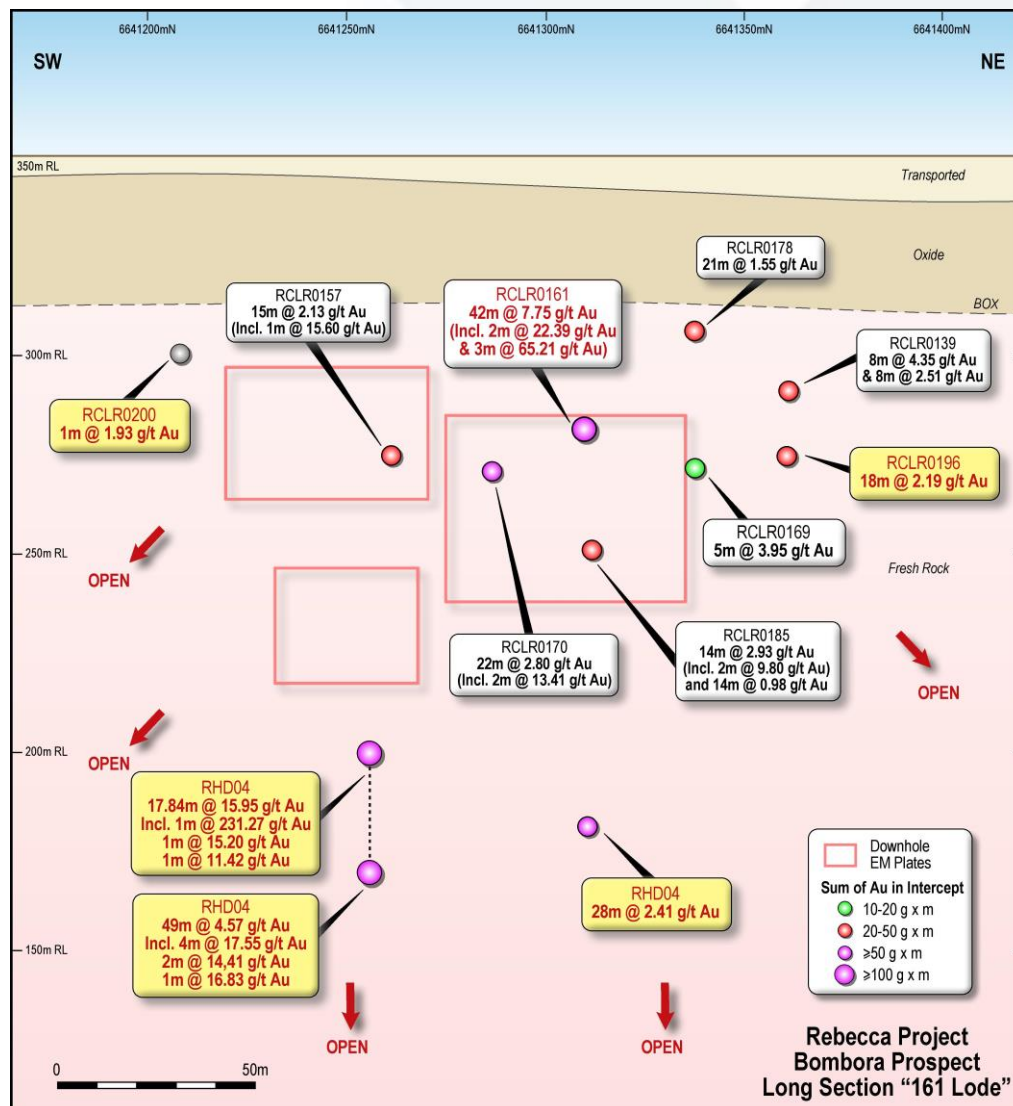 6641200mN
6641250mN
6641300mN
6641350mN
6641400mN
SW
NE
350m RL
Transported
Oxide
BOX
RCLR0178
21m @ 1.55 g/t Au
RCLR0157
15m @ 2.13 g/t Au
(Incl. 1m @ 15.60 g/t Au)
RCLR0161
42m @ 7.75 g/t Au
(Incl. 2m @ 22.39 g/t Au
& 3m @ 65.21 g/t Au)
300m RL
RCLR0139
8m @ 4.35 g/t Au
& 8m @ 2.51 g/t Au
RCLR0200
1m @ 1.93 g/t Au
RCLR0196
18m @ 2.19 g/t Au
RCLR0169
5m @ 3.95 g/t Au
250m RL
OPEN
Fresh Rock
RCLR0170
22m @ 2.80 g/t Au
(Incl. 2m @ 13.41 g/t Au)
RCLR0185
14m @ 2.93 g/t Au
(Incl. 2m @ 9.80 g/t Au)
and 14m @ 0.98 g/t Au
OPEN
200m RL
OPEN
RHD04
17.84m @ 15.95 g/t Au
Incl. 1m @ 231.27 g/t Au
1m @ 15.20 g/t Au
1m @ 11.42 g/t Au
RHD04
49m @ 4.57 g/t Au
Incl. 4m @ 17.55 g/t Au
2m @ 14,41 g/t Au
1m @ 16.83 g/t Au
RHD04
28m @ 2.41 g/t Au
150m RL
OPEN
OPEN
Downhole
EM Plates
Sum of Au in Intercept
10-20 g x m
20-50 g x m
≥50 g x m
≥100 g x m
0
50m
Rebecca Project
Bombora Prospect
Long Section “161 Lode”